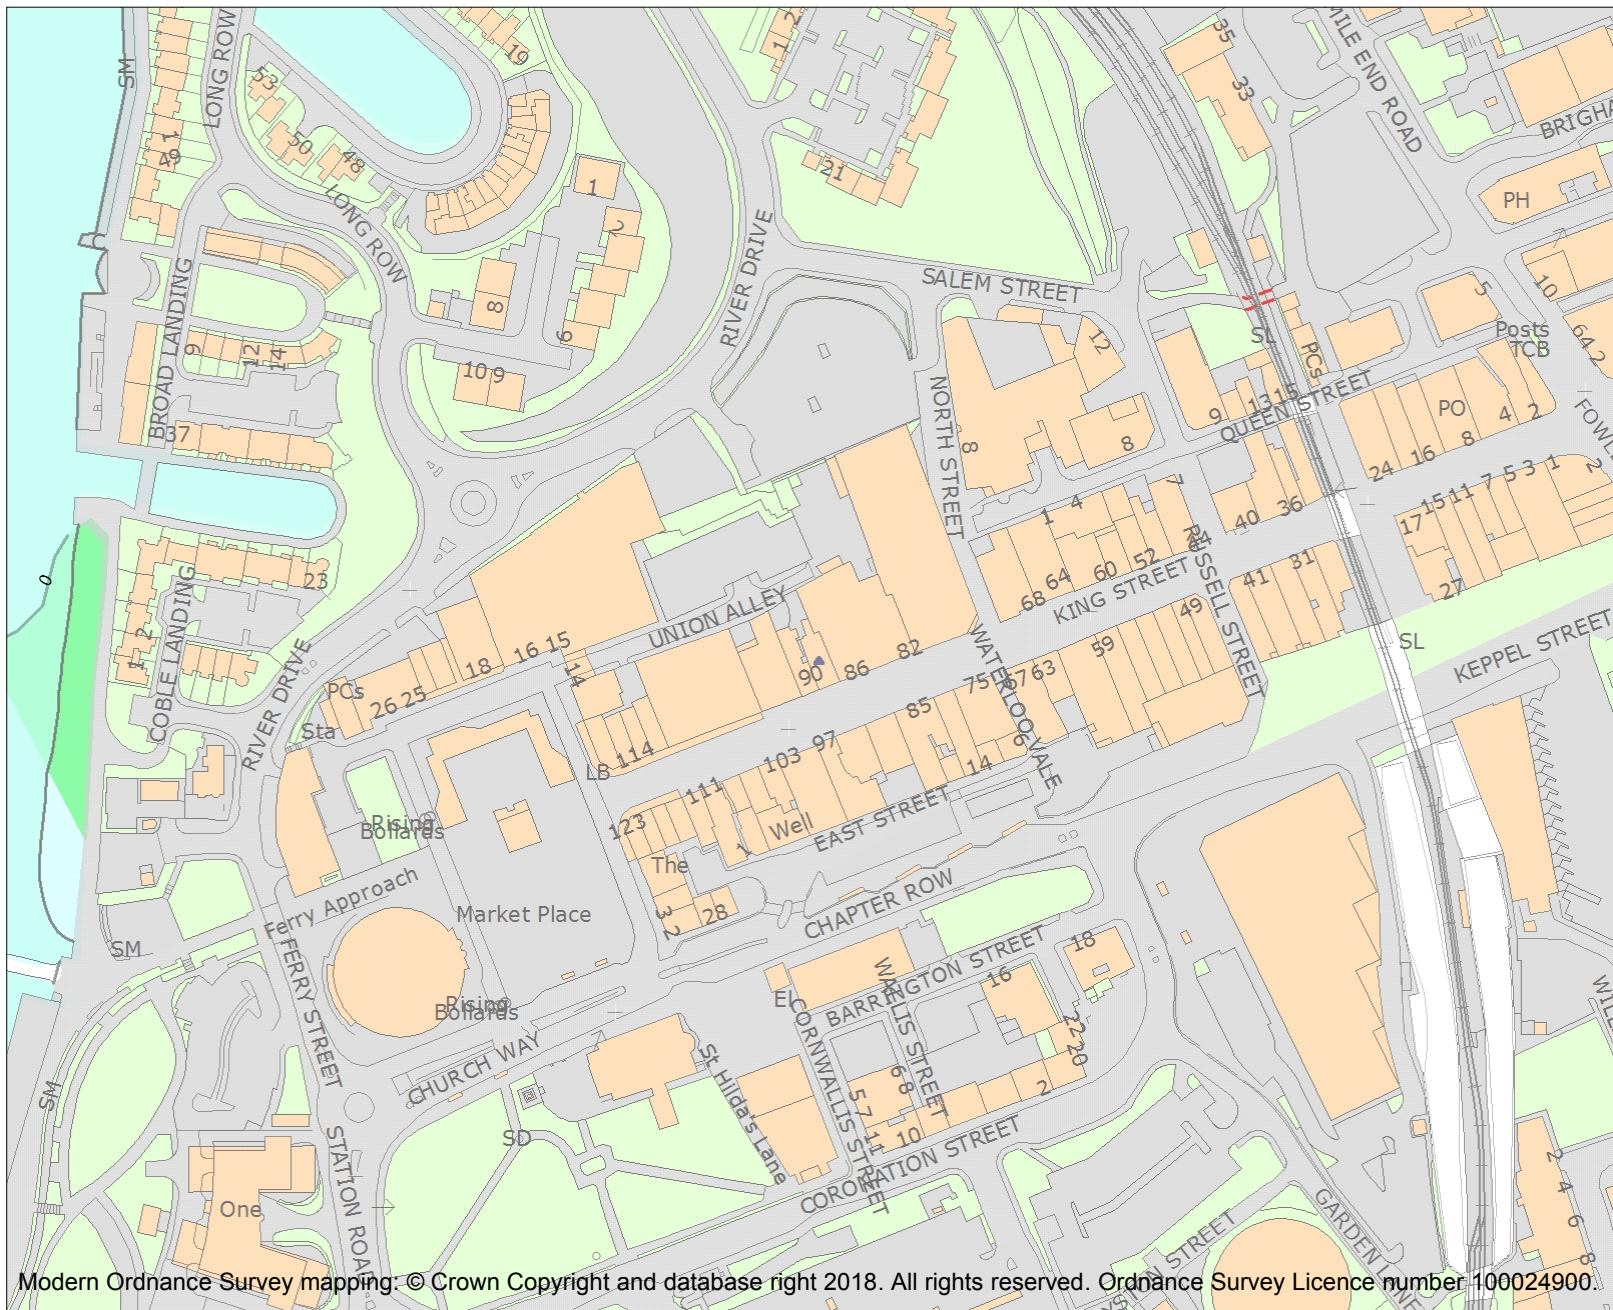 SM
LONG ROW
53
50
48
1
49
19
1
2
21
35
33
MILE END ROAD
BRIGHA
PH
LONG ROW
1
2
8
6
10 9
RIVER DRIVE
SALEM STREET
12
SL
PCs
5
10
Posts
TCB
64
2
BROAD LANDING
9
12
14
37
NORTH STREET
8
8
9
13
15
QUEEN STREET
PO
24
16
8
4
2
FOWL
2
1
4
7
RUSSELL STREET
40
36
17
15
11
7
5
3
1
27
68
64
60
52
44
KING STREET
49
41
31
59
SL
KEPPEL STREET
0
23
COBLE LANDING
1
2
RIVER DRIVE
UNION ALLEY
18
16
15
14
PCs
26
25
Sta
90
86
82
WATERLOO VALE
75
67
63
85
6
14
LB
114
103
97
111
123
1
Well
EAST STREET
Rising
Bollards
The
3
2
28
Ferry Approach
Market Place
CHAPTER ROW
SM
FERRY STREET
Rising
Bollards
El
BARRINGTON STREET
WALLIS STREET
CORNWALLIS STREET
16
18
22
20
CHURCH WAY
St Hilda's Lane
SM
5
7
11
6
8
10
2
CORONATION STREET
SD
STATION ROAD
One
STREET
GARDEN LANE
2
4
6
8
Modern Ordnance Survey mapping: © Crown Copyright and database right 2018. All rights reserved. Ordnance Survey Licence number 100024900.